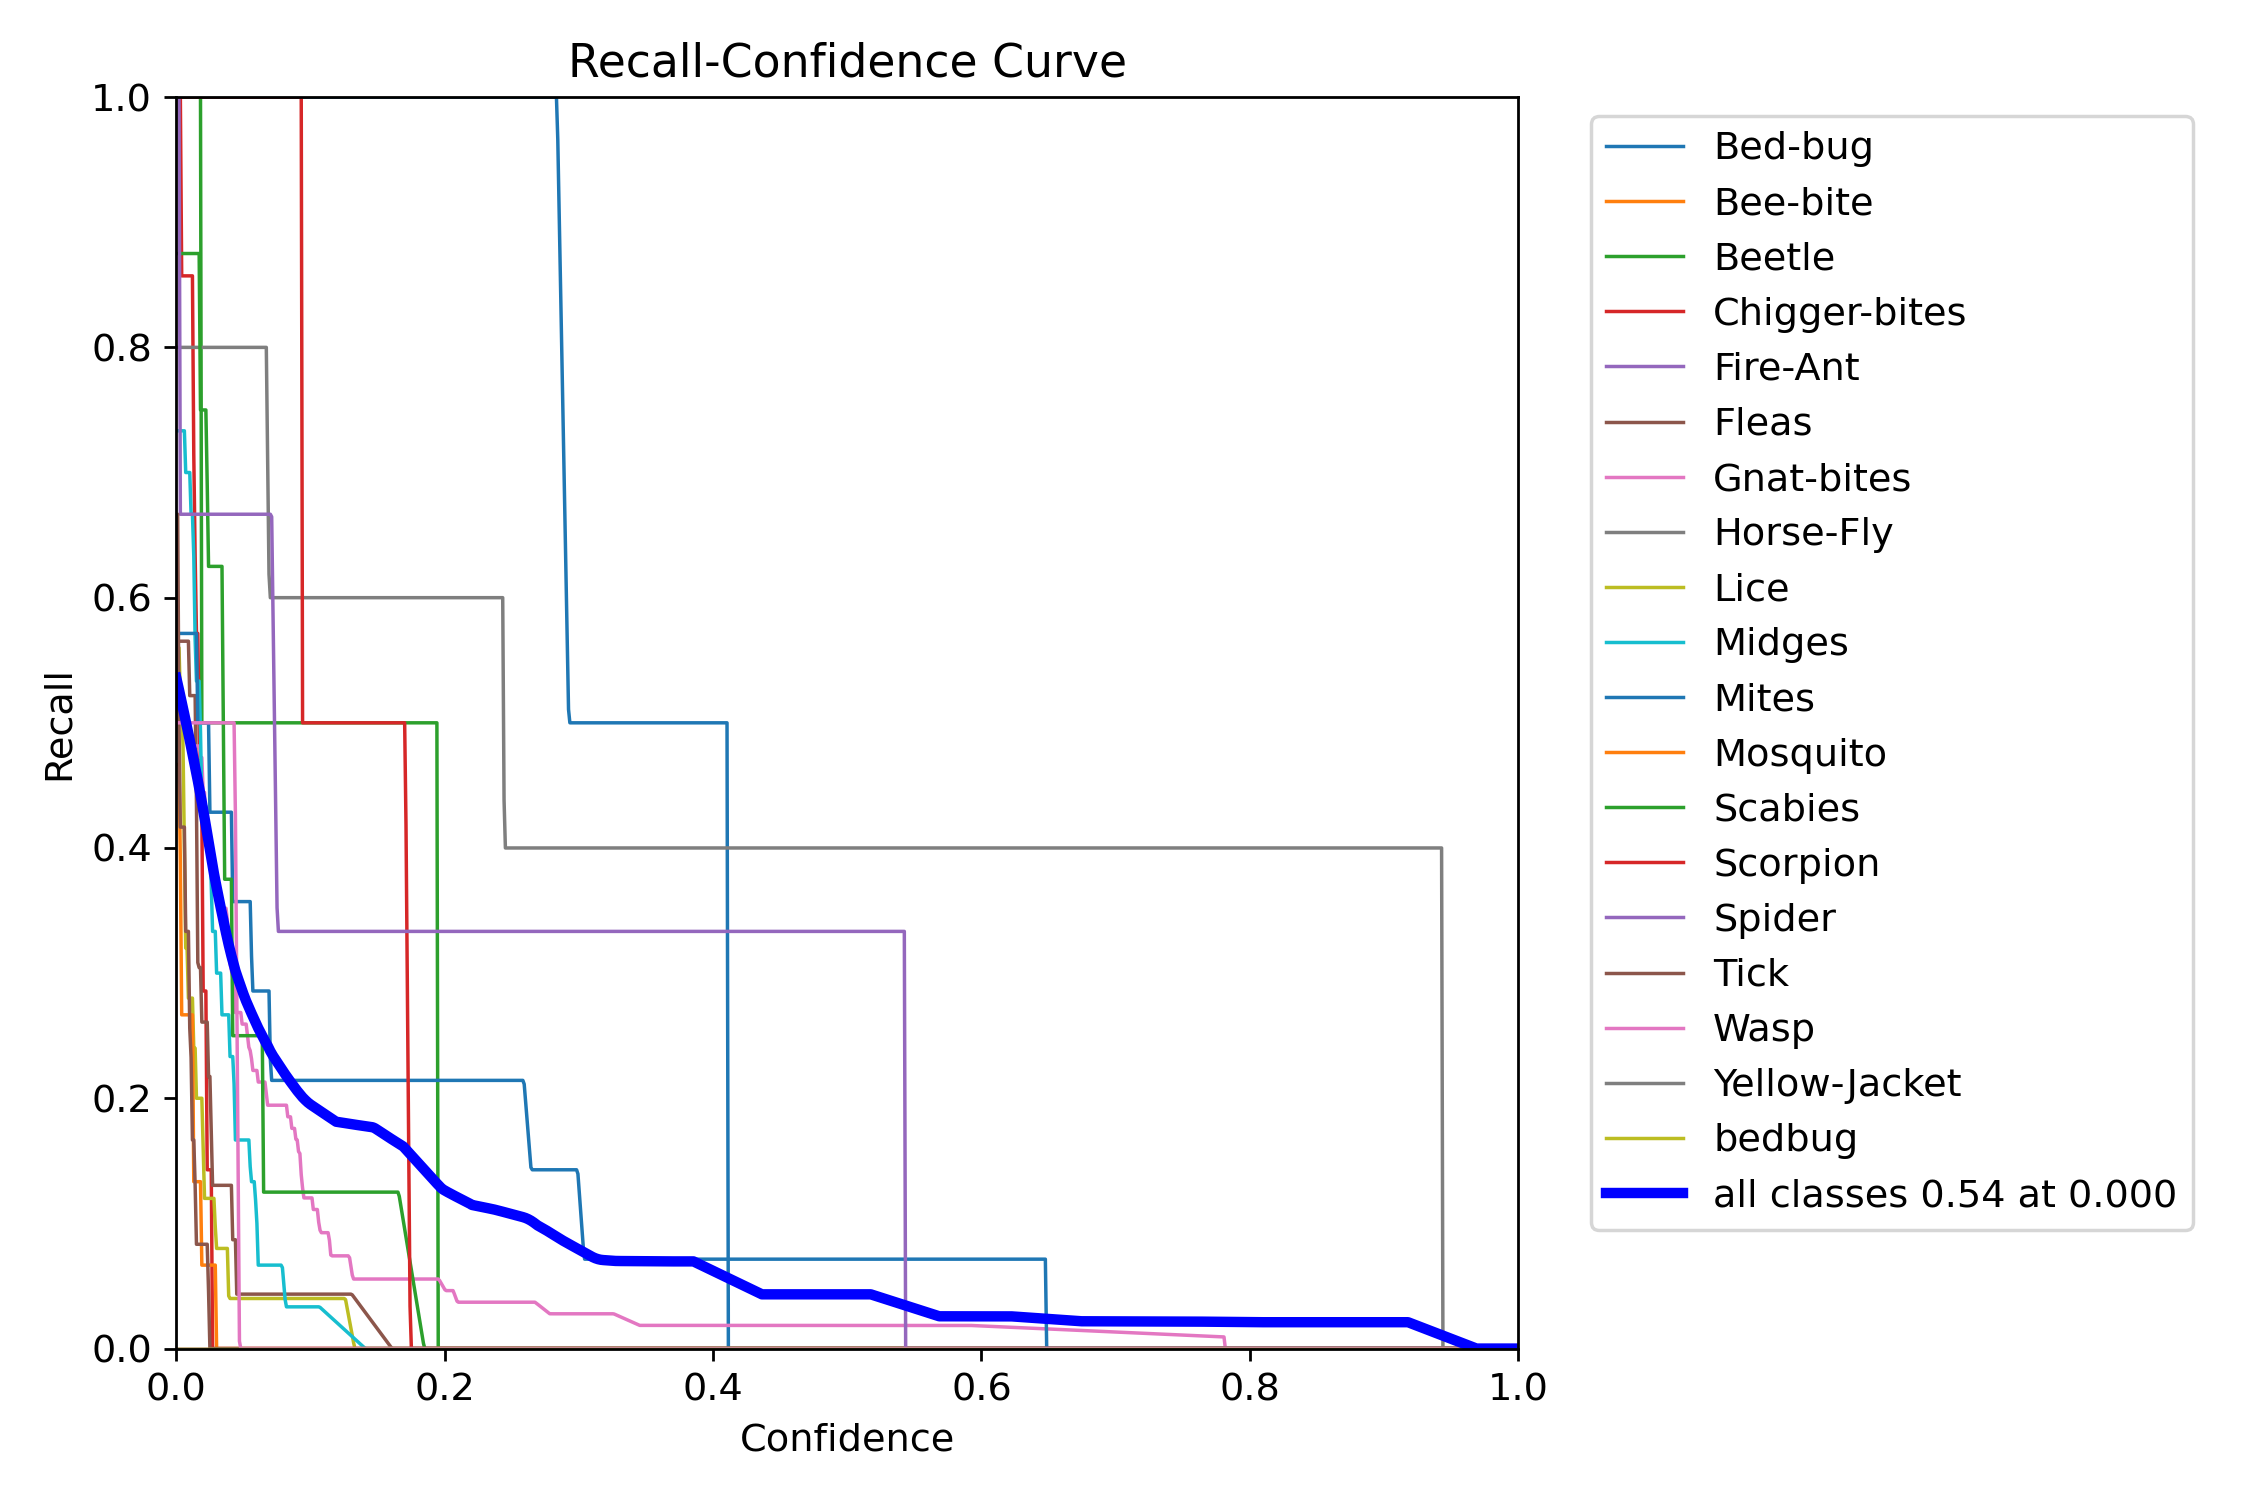 Recall-Confidence Curve
1.0
0.8
0.6
0.4
0.2
0.0
Recall
0.0 0.2 0.4 0.6 0.8 1.0
Confidence
Bed-bug
Bee-bite
Beetle
Chigger-bites
Fire-Ant
Fleas
Gnat-bites
Horse-Fly
Lice
Midges
Mites
Mosquito
Scabies
Scorpion
Spider
Tick
Wasp
Yellow-Jacket
bedbug
all classes 0.54 at 0.000